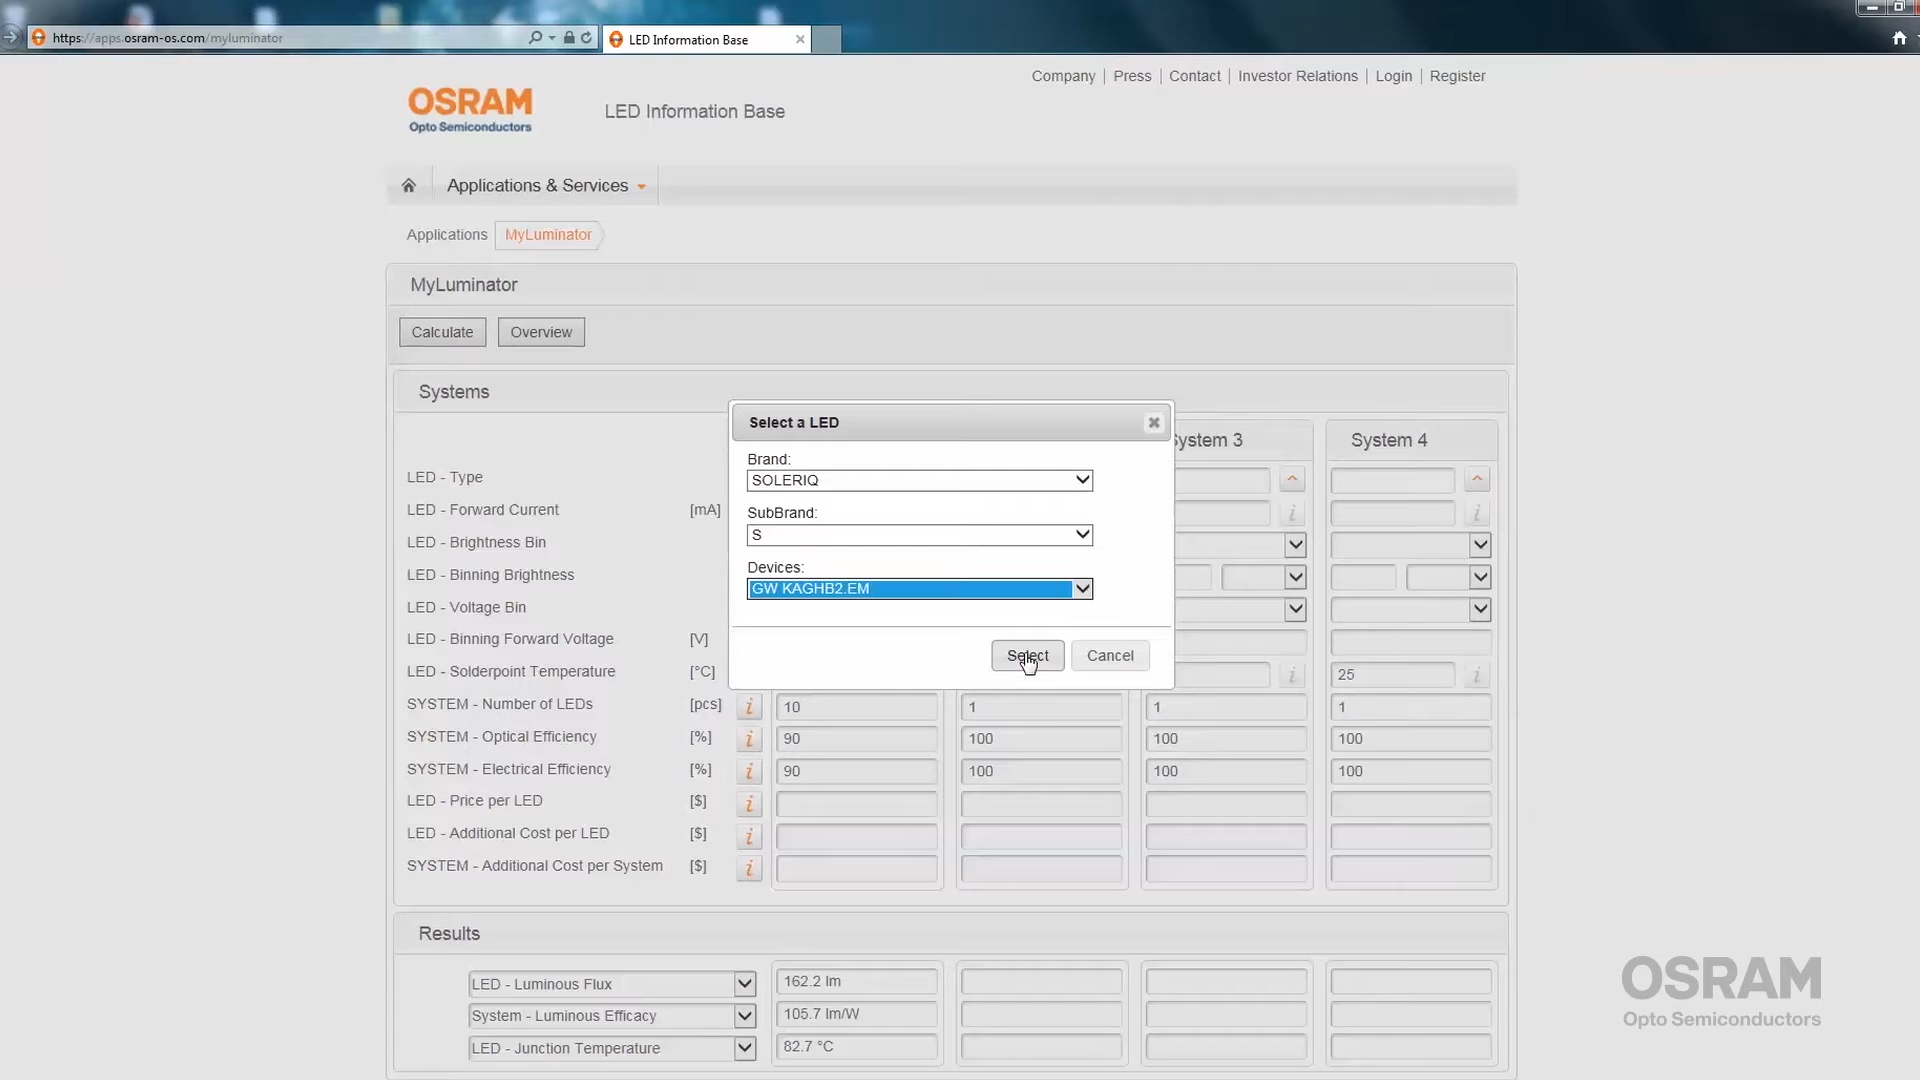 https://apps.osram-os.com/myluminator
LED Information Base
Company | Press | Contact | Investor Relations | Login | Register
OSRAM
Opto Semiconductors
LED Information Base
Applications & Services
Applications MyLuminator
MyLuminator
Calculate Overview
Systems
Select a LED
System 3 System 4
Brand:
SOLERIQ
SubBrand:
S
Devices:
GW KAGHB2.EM
Select Cancel
LED - Type
LED - Forward Current [mA]
LED - Brightness Bin
LED - Binning Brightness
LED - Voltage Bin
LED - Binning Forward Voltage [V]
LED - Solderpoint Temperature [°C] 25
SYSTEM - Number of LEDs [pcs] 10 1 1 1
SYSTEM - Optical Efficiency [%] 90 100 100 100
SYSTEM - Electrical Efficiency [%] 90 100 100 100
LED - Price per LED [$]
LED - Additional Cost per LED [$]
SYSTEM - Additional Cost per System [$]
Results
LED - Luminous Flux 162.2 lm
System - Luminous Efficacy 105.7 lm/W
LED - Junction Temperature 82.7 °C
OSRAM
Opto Semiconductors